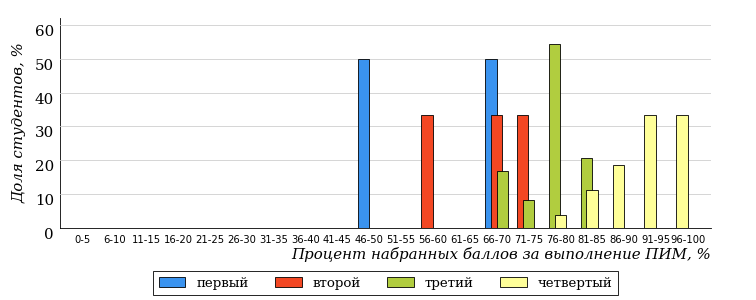 Доля студентов, %
60
50
40
30
20
10
0
0-5 6-10 11-15 16-20 21-25 26-30 31-35 36-40 41-45 46-50 51-55 56-60 61-65 66-70 71-75 76-80 81-85 86-90 91-95 96-100
Процент набранных баллов за выполнение ПИМ, %
первый второй третий четвертый